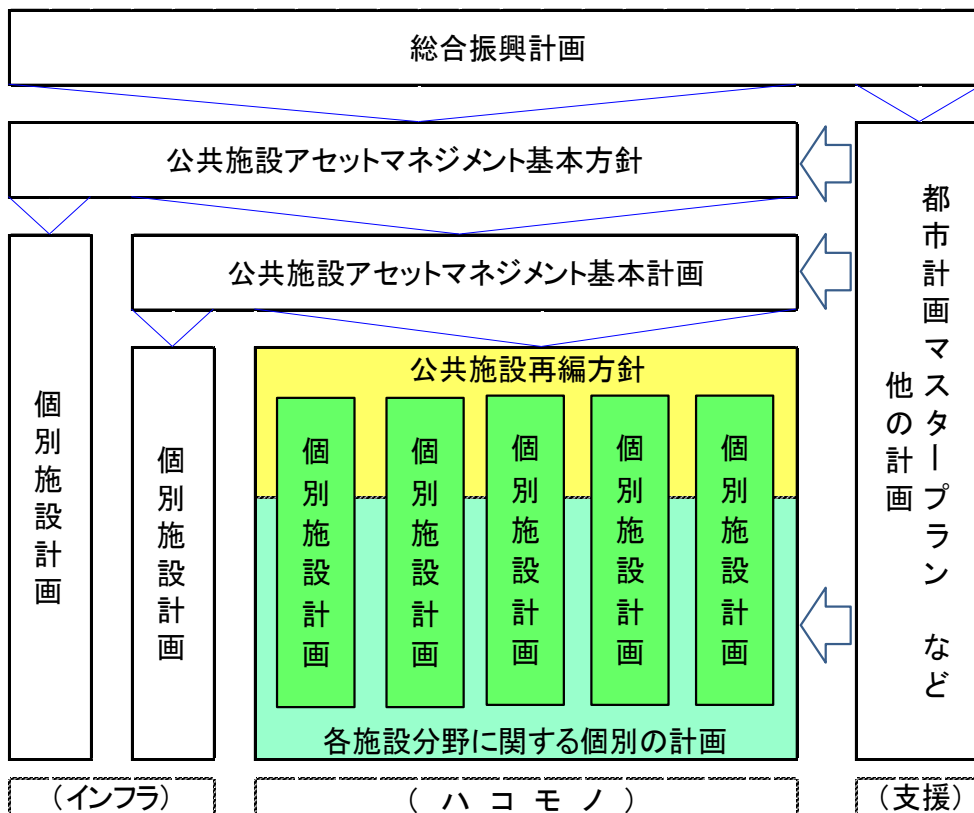 総合振興計画
公共施設アセットマネジメント基本方針
公共施設アセットマネジメント基本計画
個別施設計画
個別施設計画
公共施設再編方針
個別施設計画
個別施設計画
個別施設計画
個別施設計画
個別施設計画
各施設分野に関する個別の計画
都市計画マスタープラン など
他の計画
(インフラ)
(ハコモノ)
(支援)